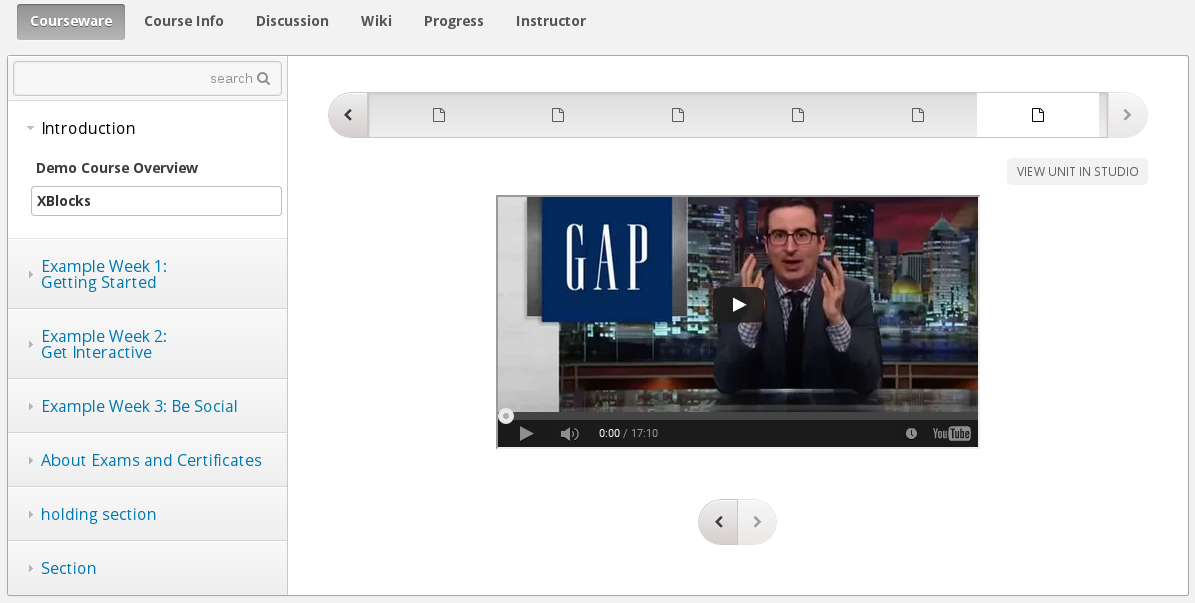 Courseware Course Info Discussion Wiki Progress Instructor
search
Introduction
Demo Course Overview
XBlocks
Example Week 1:
Getting Started
Example Week 2:
Get Interactive
Example Week 3: Be Social
About Exams and Certificates
holding section
Section
VIEW UNIT IN STUDIO
GAP
0:00 / 17:10
YouTube